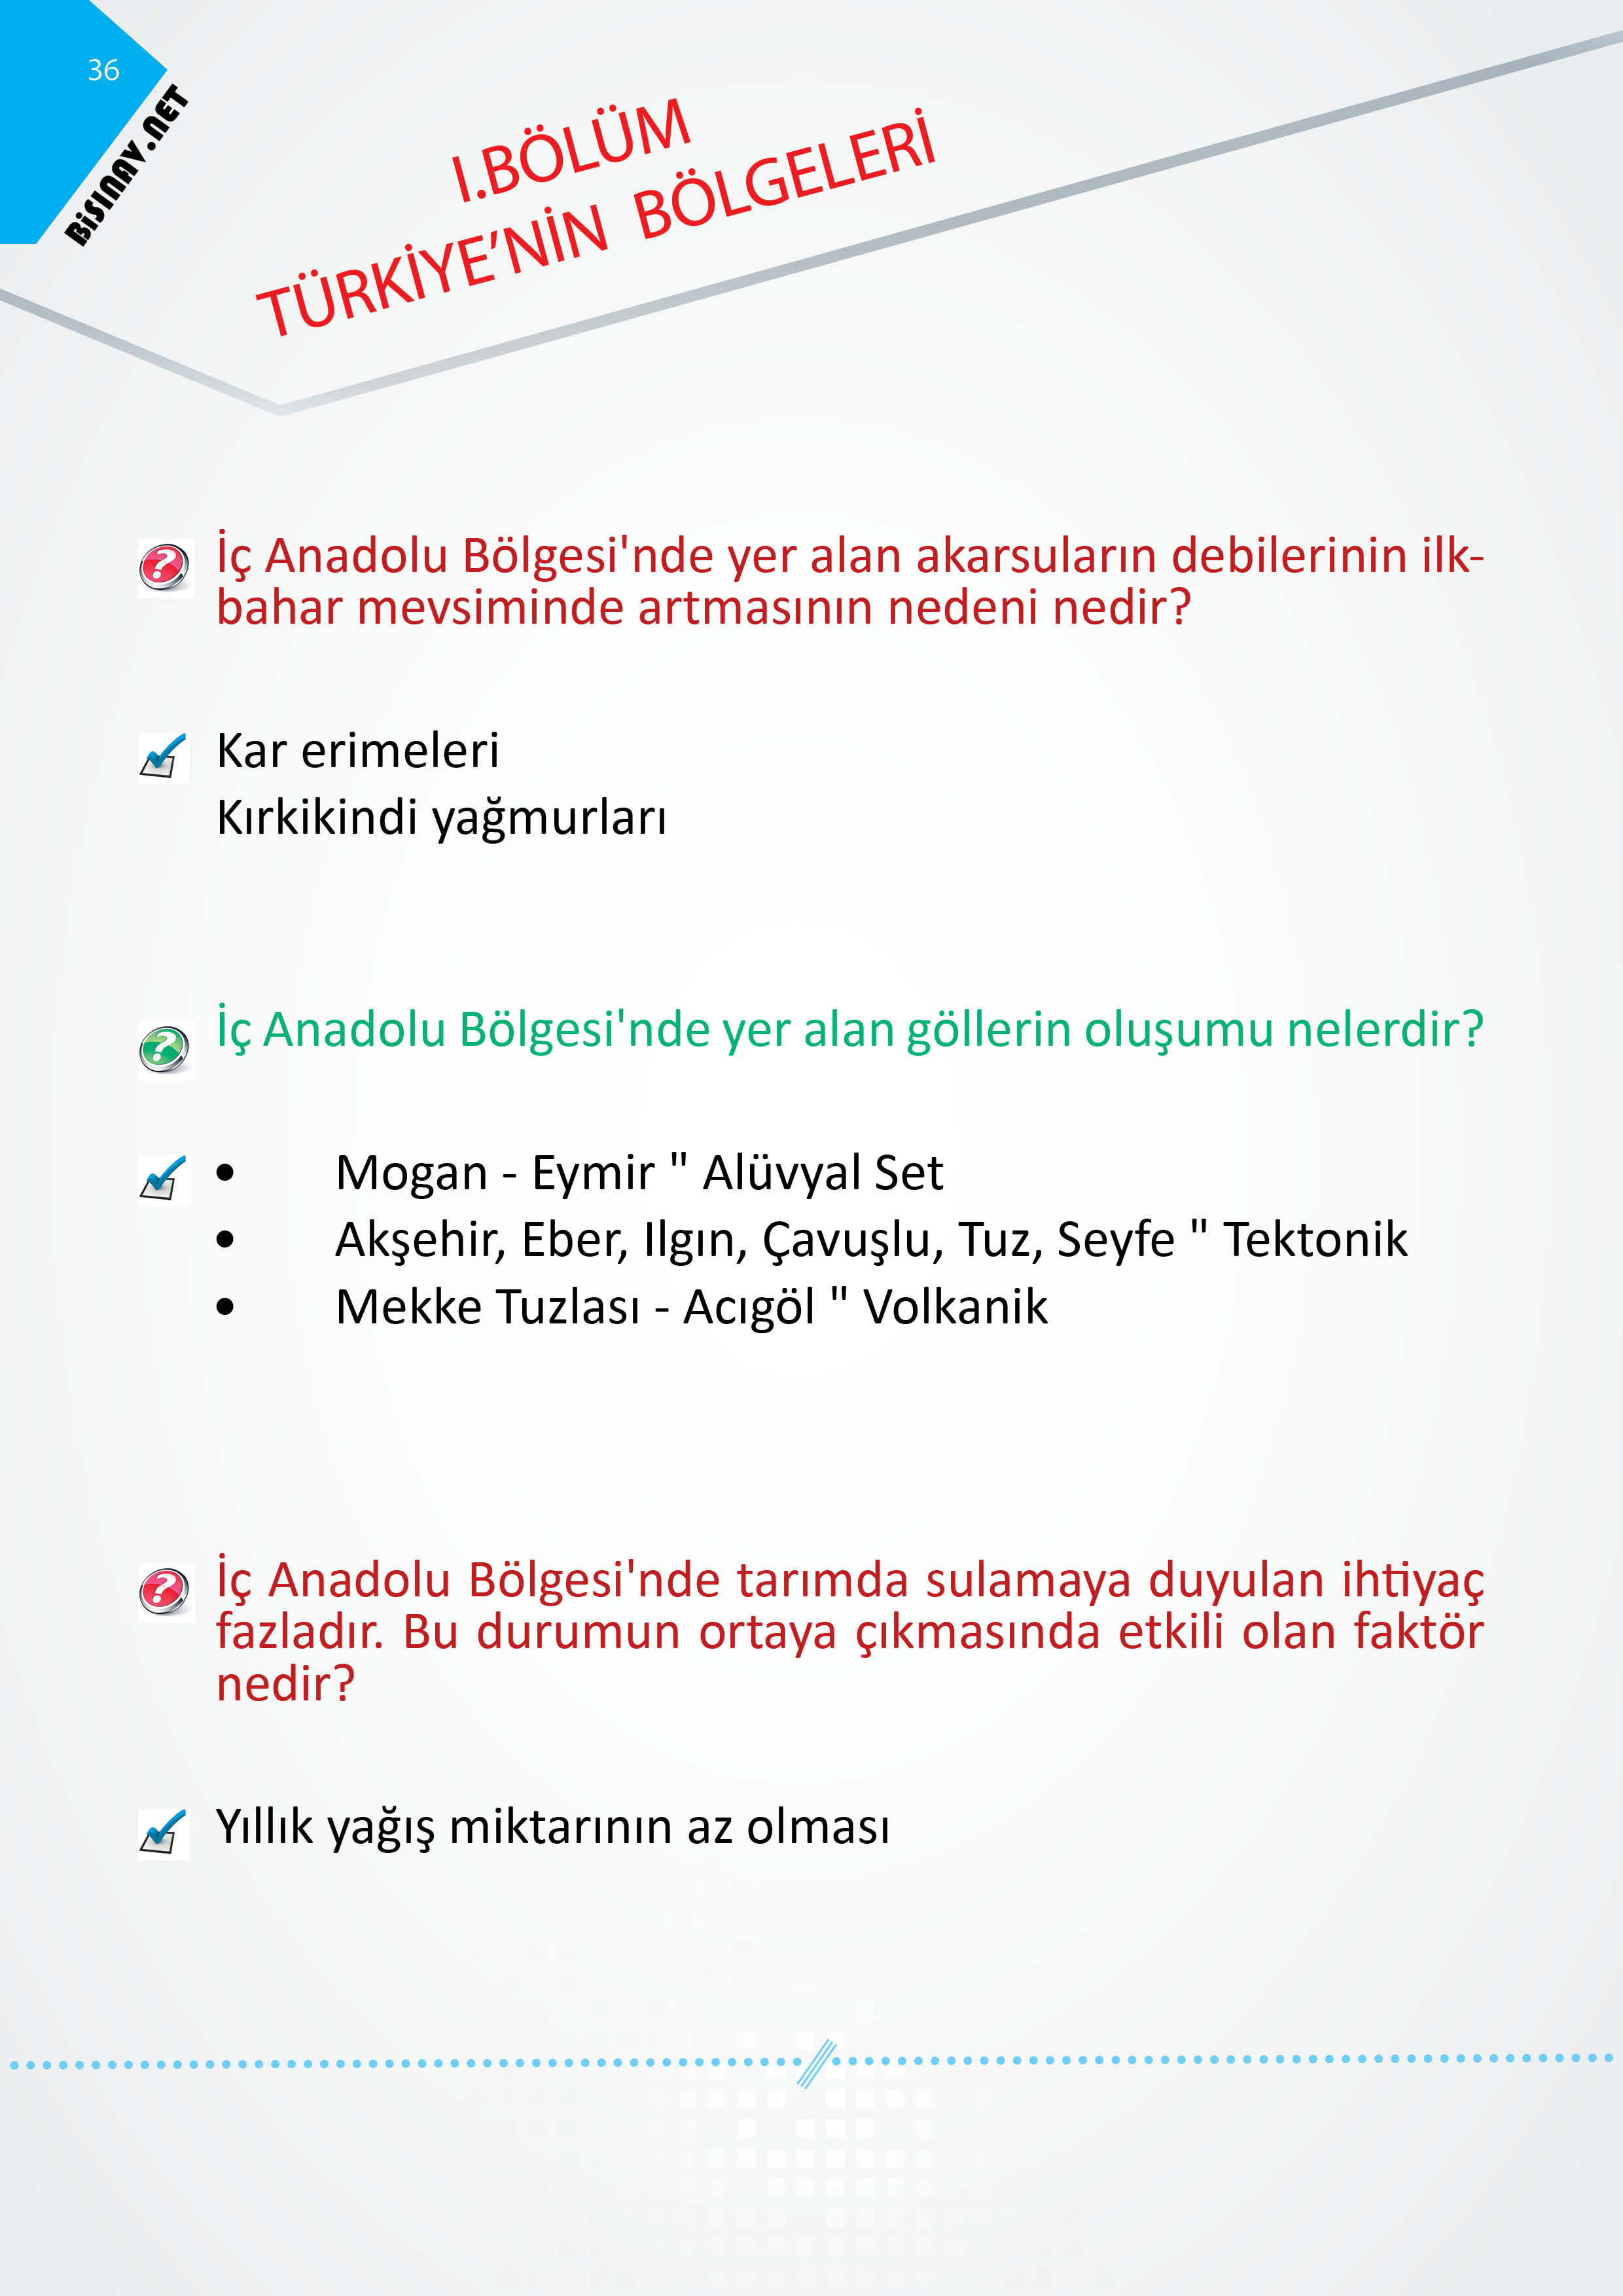 36
BiSINAV.NET
I.BÖLÜM
TÜRKİYE’NİN BÖLGELERİ
İç Anadolu Bölgesi'nde yer alan akarsuların debilerinin ilk-
bahar mevsiminde artmasının nedeni nedir?
Kar erimeleri
Kırkikindi yağmurları
İç Anadolu Bölgesi'nde yer alan göllerin oluşumu nelerdir?
• Mogan - Eymir " Alüvyal Set
• Akşehir, Eber, Ilgın, Çavuşlu, Tuz, Seyfe " Tektonik
• Mekke Tuzlası - Acıgöl " Volkanik
İç Anadolu Bölgesi'nde tarımda sulamaya duyulan ihtiyaç
fazladır. Bu durumun ortaya çıkmasında etkili olan faktör
nedir?
Yıllık yağış miktarının az olması